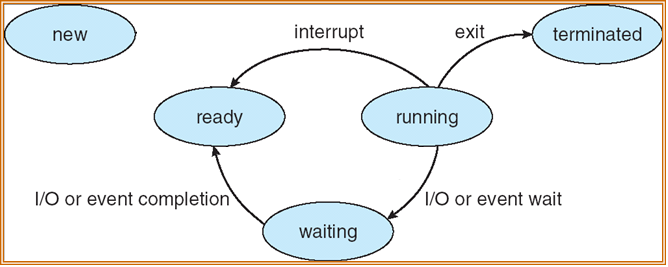 new
interrupt
exit
terminated
ready
running
I/O or event completion
I/O or event wait
waiting